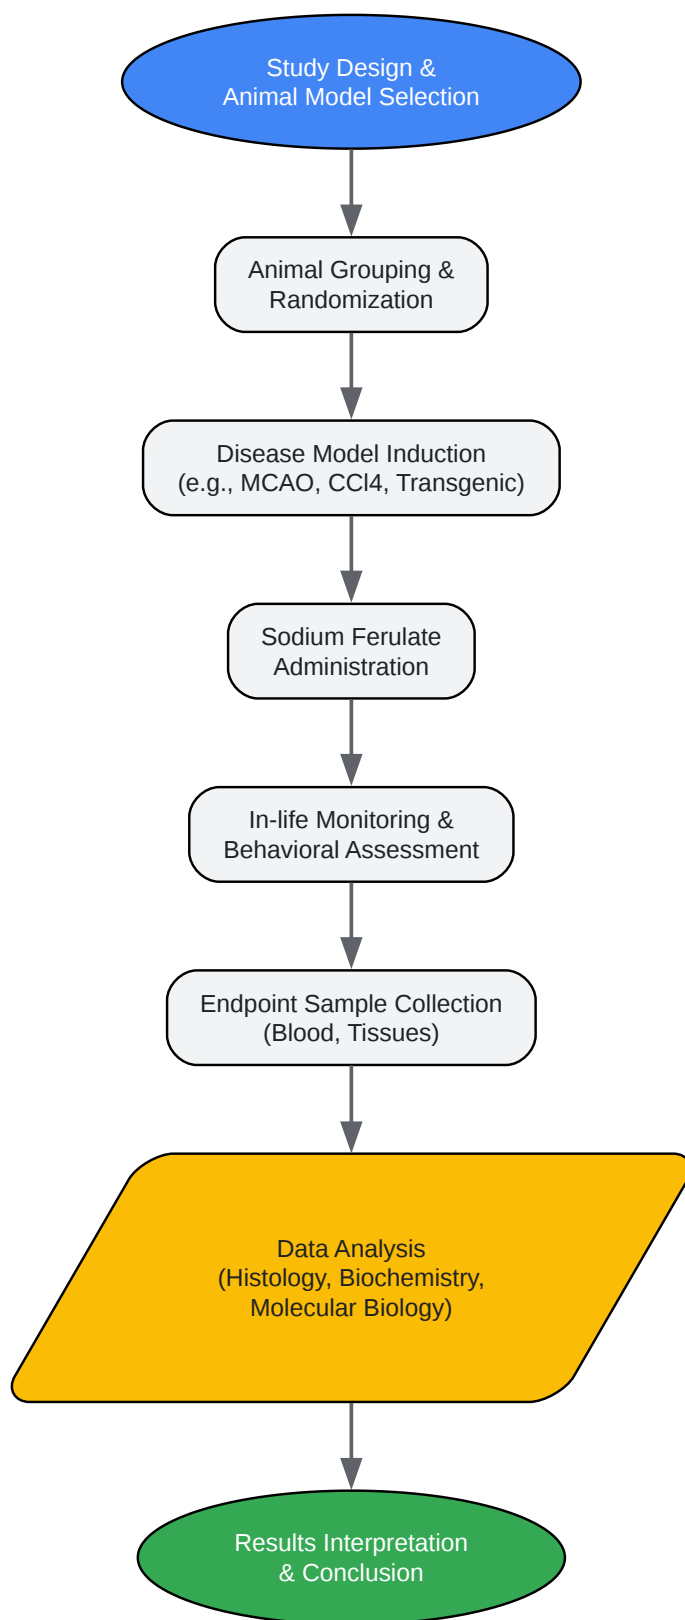 Study Design &
Animal Model Selection
Animal Grouping &
Randomization
Disease Model Induction
(e.g., MCAO, CCl4, Transgenic)
Sodium Ferulate
Administration
In-life Monitoring &
Behavioral Assessment
Endpoint Sample Collection
(Blood, Tissues)
Data Analysis
(Histology, Biochemistry,
Molecular Biology)
Results Interpretation
& Conclusion